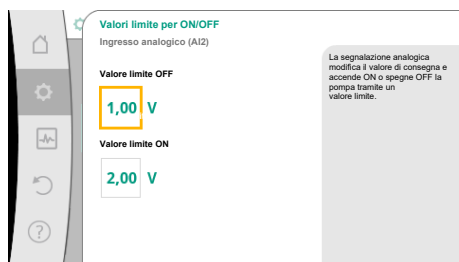 Valori limite per ON/OFF
Ingresso analogico (AI2)
Valore limite OFF
1,00 V
Valore limite ON
2,00 V
La segnalazione analogica
modifica il valore di consegna e
accende ON o spegne OFF la
pompa tramite un
valore limite.
?